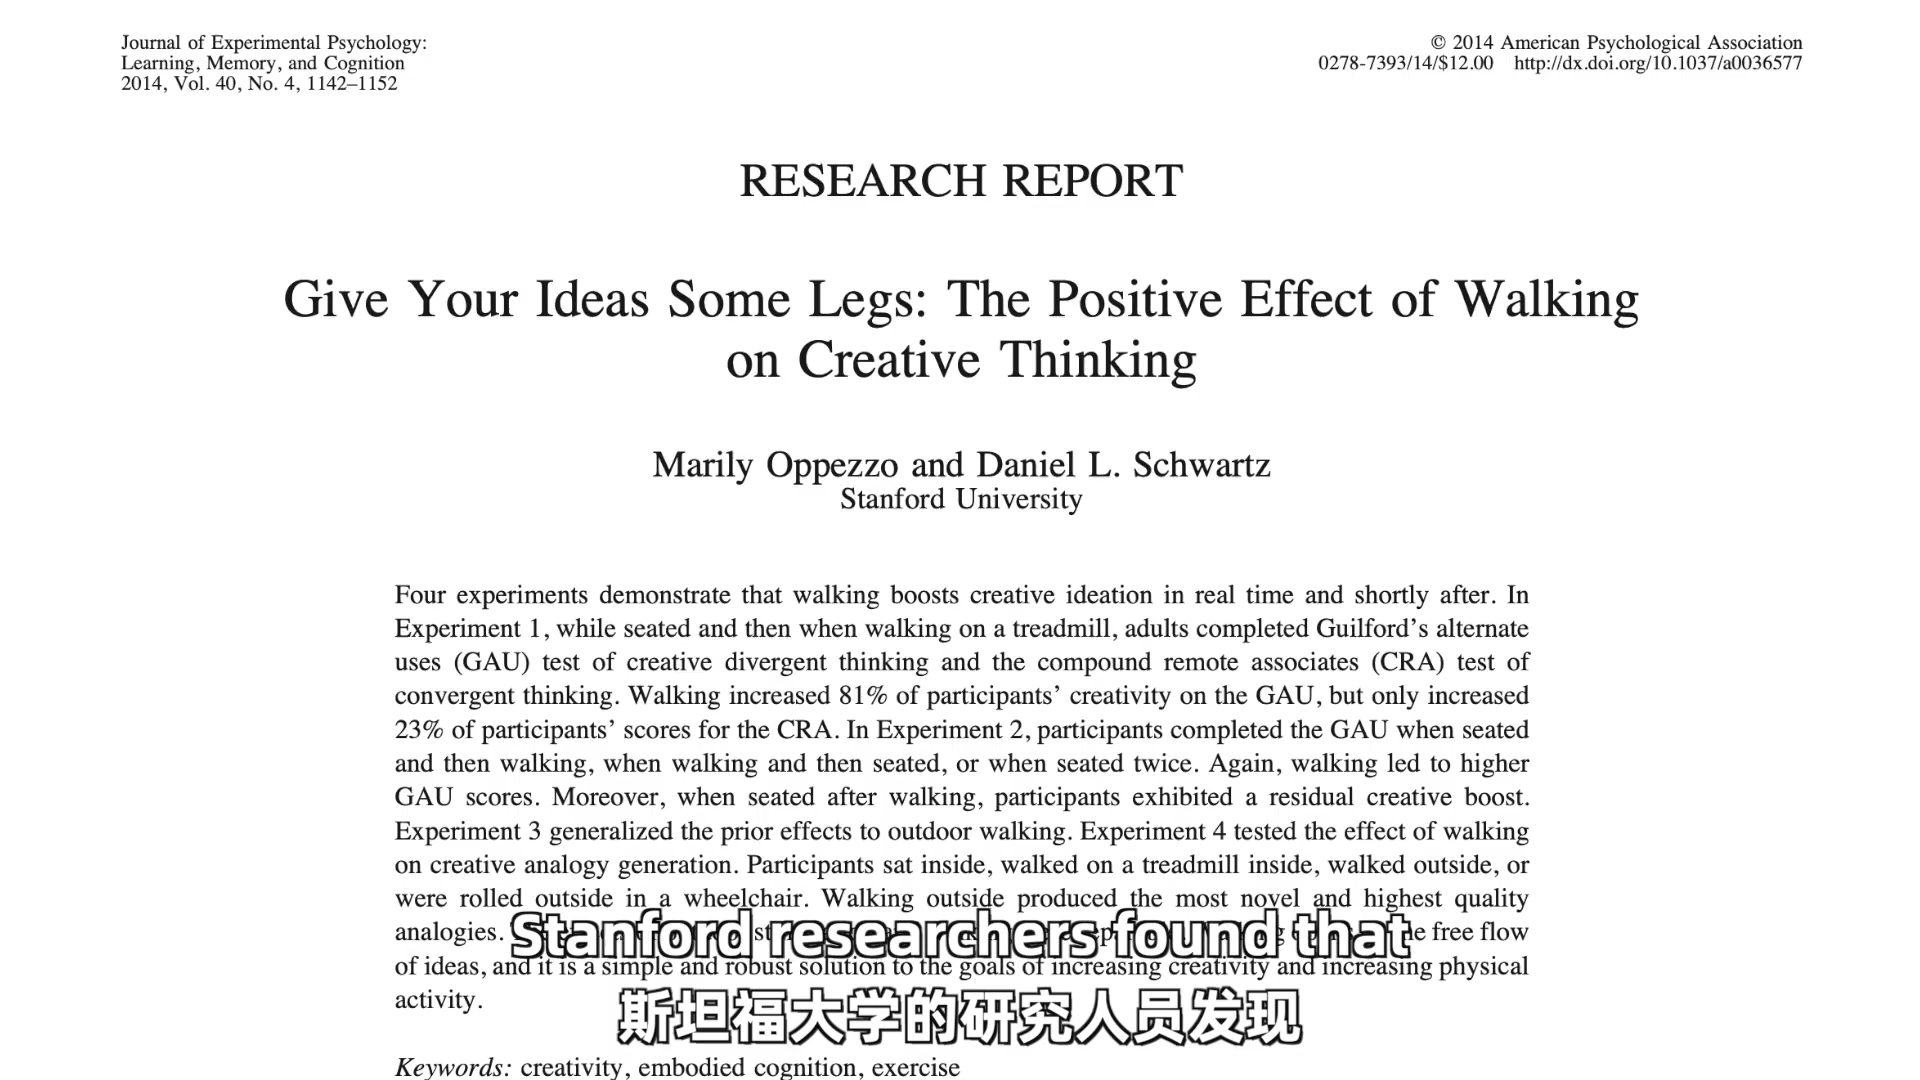 Journal of Experimental Psychology:
Learning, Memory, and Cognition
2014, Vol. 40, No. 4, 1142–1152
© 2014 American Psychological Association
0278-7393/14/$12.00 http://dx.doi.org/10.1037/a0036577
RESEARCH REPORT
Give Your Ideas Some Legs: The Positive Effect of Walking
on Creative Thinking
Marily Oppezzo and Daniel L. Schwartz
Stanford University
Four experiments demonstrate that walking boosts creative ideation in real time and shortly after. In
Experiment 1, while seated and then when walking on a treadmill, adults completed Guilford’s alternate
uses (GAU) test of creative divergent thinking and the compound remote associates (CRA) test of
convergent thinking. Walking increased 81% of participants’ creativity on the GAU, but only increased
23% of participants’ scores for the CRA. In Experiment 2, participants completed the GAU when seated
and then walking, when walking and then seated, or when seated twice. Again, walking led to higher
GAU scores. Moreover, when seated after walking, participants exhibited a residual creative boost.
Experiment 3 generalized the prior effects to outdoor walking. Experiment 4 tested the effect of walking
on creative analogy generation. Participants sat inside, walked on a treadmill inside, walked outside, or
were rolled outside in a wheelchair. Walking outside produced the most novel and highest quality
analogies. free flow
of ideas, and it is a simple and robust solution to the goals of increasing creativity and increasing physical
activity.
Stanford researchers found that
斯坦福大学的研究人员发现
Keywords: creativity, embodied cognition, exercise